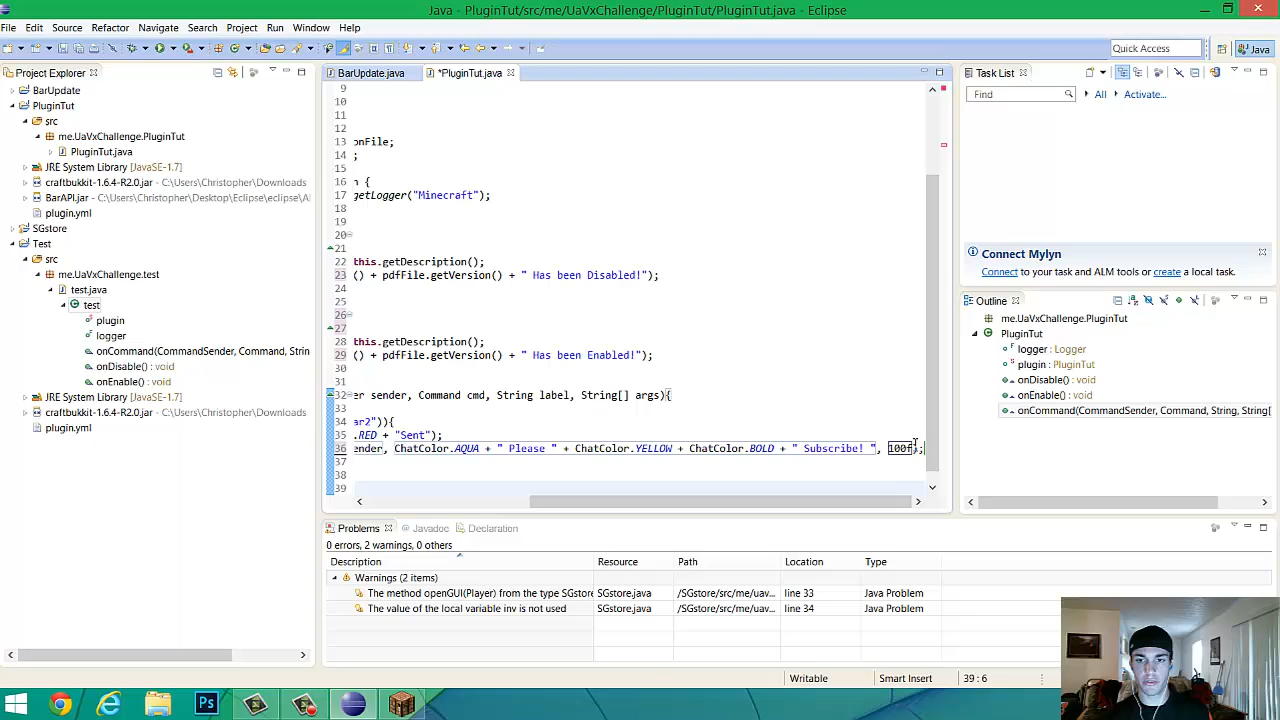 Java - PluginTut/src/me/UaVxChallenge/PluginTut/PluginTut.java - Eclipse
File Edit Source Refactor Navigate Search Project Run Window Help
Quick Access
Java
Project Explorer
BarUpdate
PluginTut
src
me.UaVxChallenge.PluginTut
PluginTut.java
JRE System Library [JavaSE-1.7]
craftbukkit-1.6.4-R2.0.jar - C:\Users\Christopher\Downloads
BarAPI.jar - C:\Users\Christopher\Desktop\Eclipse\eclipse\A
plugin.yml
SGstore
Test
src
me.UaVxChallenge.test
test.java
test
plugin
logger
onCommand(CommandSender, Command, Strin
onDisable() : void
onEnable() : void
JRE System Library [JavaSE-1.7]
craftbukkit-1.6.4-R2.0.jar - C:\Users\Christopher\Downloads
plugin.yml
BarUpdate.java
*PluginTut.java
9
10
11
12
13 onFile;
14 ;
15
16 n {
17 getLogger("Minecraft");
18
19
20
21
22 this.getDescription();
23 () + pdfFile.getVersion() + " Has been Disabled!");
24
25
26
27
28 this.getDescription();
29 () + pdfFile.getVersion() + " Has been Enabled!");
30
31
32 er sender, Command cmd, String label, String[] args){
33
34 ar2")){
35 .RED + "Sent");
36 ender, ChatColor.AQUA + " Please " + ChatColor.YELLOW + ChatColor.BOLD + " Subscribe! ", 100f);
37
38
39
Task List
Find
All
Activate...
Connect Mylyn
Connect to your task and ALM tools or create a local task.
Outline
me.UaVxChallenge.PluginTut
PluginTut
logger : Logger
plugin : PluginTut
onDisable() : void
onEnable() : void
onCommand(CommandSender, Command, String, String[
Problems @ Javadoc Declaration
0 errors, 2 warnings, 0 others
Description Resource Path Location Type
Warnings (2 items)
The method openGUI(Player) from the type SGstore SGstore.java /SGstore/src/me/uav... line 33 Java Problem
The value of the local variable inv is not used SGstore.java /SGstore/src/me/uav... line 34 Java Problem
Writable Smart Insert 39 : 6
Ps